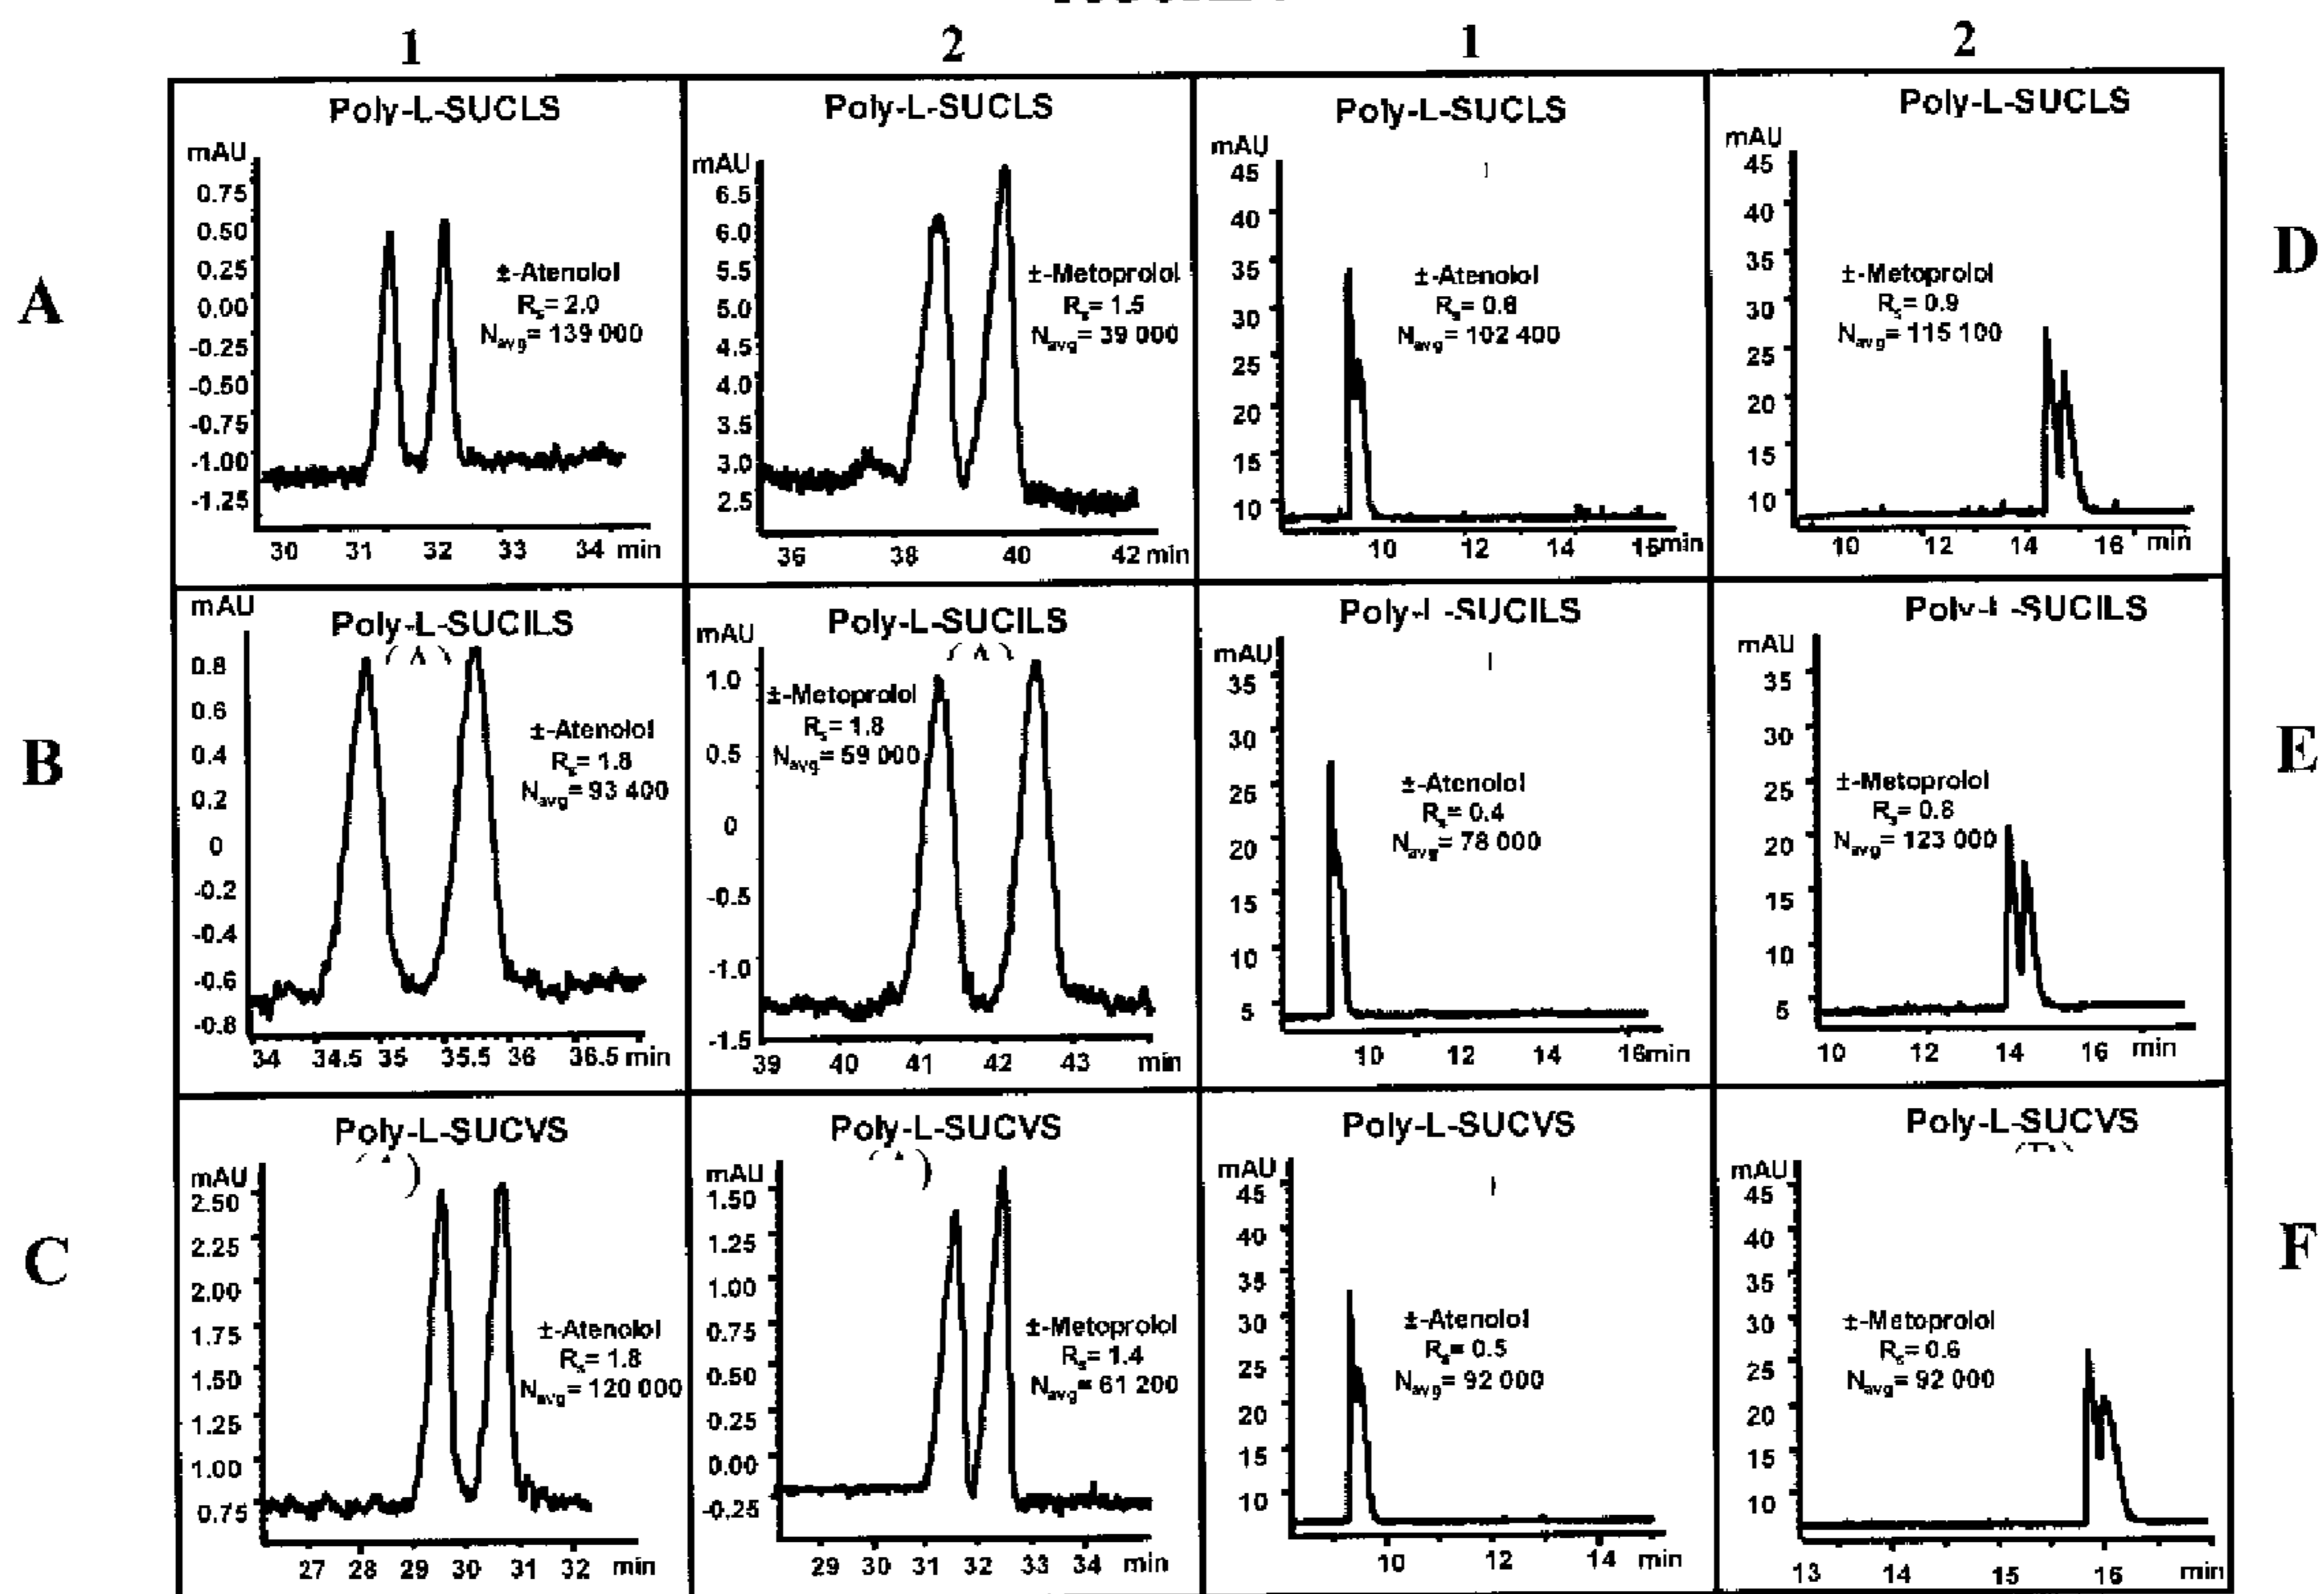 1 2 1 2
A
B
C
D
E
F
Poly-L-SUCLS
mAU
0.75
0.50
0.25
0.00
-0.25
-0.50
-0.75
-1.00
-1.25
±-Atenolol
Rs= 2.0
Navg= 139 000
30 31 32 33 34 min
Poly-L-SUCLS
mAU
6.5
6.0
5.5
5.0
4.5
4.0
3.5
3.0
2.5
±-Metoprolol
Rs= 1.5
Navg= 39 000
36 38 40 42 min
Poly-L-SUCLS
mAU
45
40
35
30
25
20
15
10
±-Atenolol
Navg= 102 400
10 12 14 16min
Poly-L-SUCLS
mAU
45
40
35
30
25
20
15
10
±-Metoprolol
Rs= 0.9
Navg= 115 100
10 12 14 16 min
Poly-L-SUCILS
mAU
0.8
0.6
0.4
0.2
0
-0.2
-0.4
-0.6
-0.8
±-Atenolol
Rs= 1.8
Navg= 93 400
34 34.5 35 35.5 36 36.5 min
Poly-L-SUCILS
mAU
1.0
0.5
0
-0.5
-1.0
-1.5
±-Metoprolol
Rs= 1.8
Navg= 59 000
39 40 41 42 43 min
Poly-L-SUCILS
mAU
35
30
25
20
15
10
5
±-Atenolol
Rs= 0.4
Navg= 78 000
10 12 14 16min
Poly-L-SUCILS
mAU
35
30
25
20
15
10
5
±-Metoprolol
Rs= 0.8
Navg= 123 000
10 12 14 16 min
Poly-L-SUCVS
mAU
2.50
2.25
2.00
1.75
1.50
1.25
1.00
0.75
±-Atenolol
Rs= 1.8
Navg= 120 000
27 28 29 30 31 32 min
Poly-L-SUCVS
mAU
1.50
1.25
1.00
0.75
0.50
0.25
0.00
-0.25
±-Metoprolol
Rs= 1.4
Navg= 61 200
29 30 31 32 33 34 min
Poly-L-SUCVS
mAU
45
40
35
30
25
20
15
10
±-Atenolol
Rs= 0.5
Navg= 92 000
10 12 14 min
Poly-L-SUCVS
mAU
45
40
35
30
25
20
15
10
±-Metoprolol
Rs= 0.6
Navg= 92 000
13 14 15 16 min